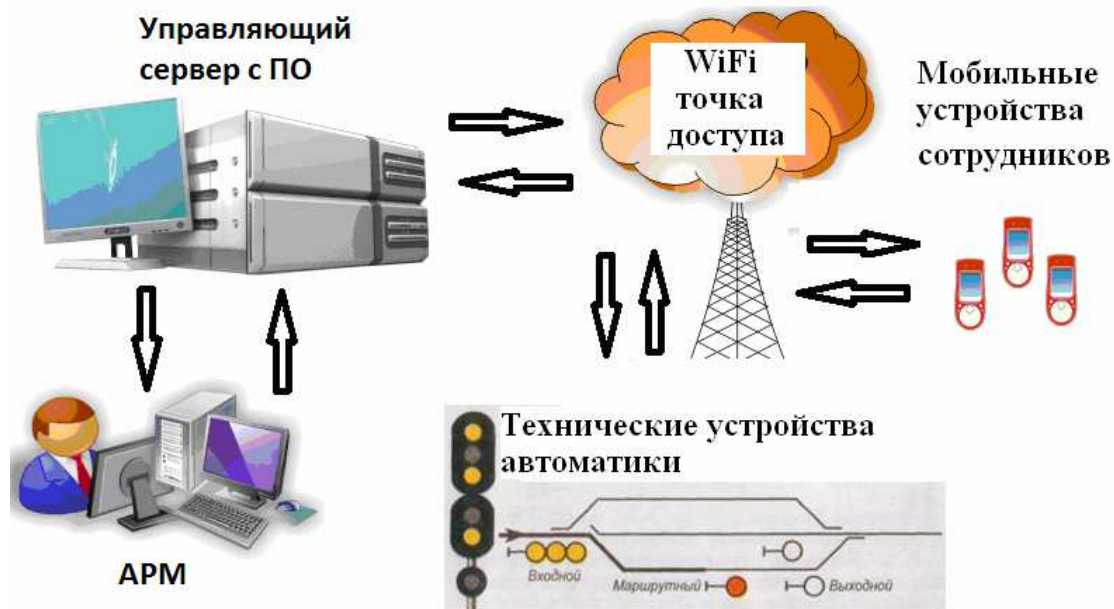 Управляющий
сервер с ПО
WiFi
точка
доступа
Мобильные
устройства
сотрудников
Технические устройства
автоматики
Входной
Маршрутный
Выходной
АРМ